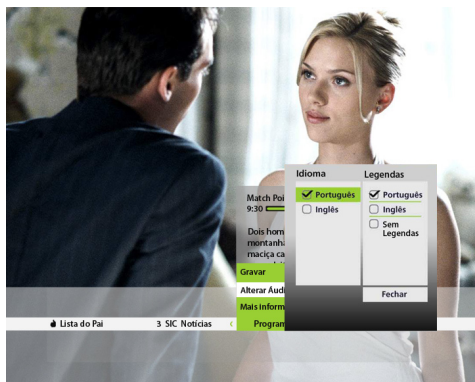 Idioma
Legendas
Português
Inglês
Português
Inglês
Sem
Legendas
Fechar
Match Poi
9:30
Dois hom
montanh
maciça ca
Gravar
Alterar Áudi
Mais inform
Lista do Pai
3 SIC Notícias
Program